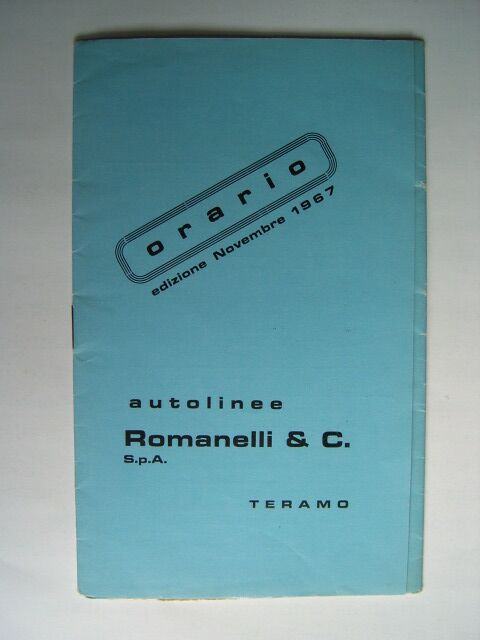 orario
edizione Novembre 1967
autolinee
Romanelli & C.
S.p.A.
TERAMO